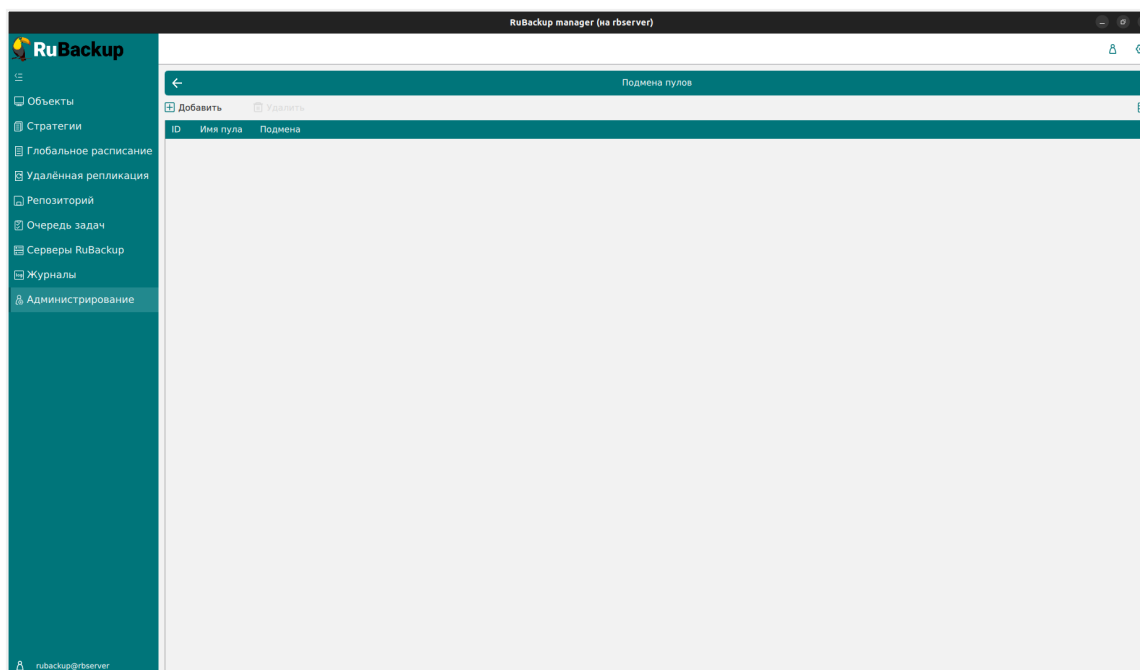 RuBackup manager (на rbserver)
RuBackup
Подмена пулов
Объекты
Добавить Удалить
Стратегии
ID Имя пула Подмена
Глобальное расписание
Удалённая репликация
Репозиторий
Очередь задач
Серверы RuBackup
Журналы
Администрирование
rubackup@rbserver